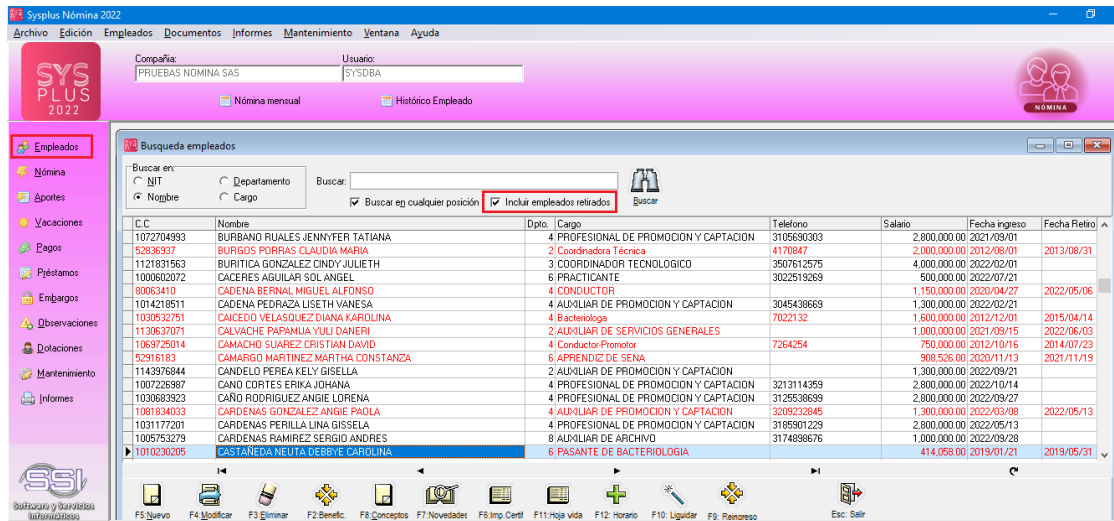 Sysplus Nómina 2022
Archivo Edición Empleados Documentos Informes Mantenimiento Ventana Ayuda
SYS PLUS 2022
Compañia: Usuario:
PRUEBAS NOMINA SAS SYSDBA
Nómina mensual Histórico Empleado
NÓMINA
Empleados
Nómina
Aportes
Vacaciones
Pagos
Préstamos
Embargos
Observaciones
Dotaciones
Mantenimiento
Informes
SSI
Software y Servicios
Informáticos
Busqueda empleados
Buscar en:
NIT Departamento Buscar:
Nombre Cargo Buscar en cualquier posición Incluir empleados retirados Buscar
C.C Nombre Dpto. Cargo Telefono Salario Fecha ingreso Fecha Retiro
1072704993 BURBANO RUALES JENNYFER TATIANA 4 PROFESIONAL DE PROMOCION Y CAPTACION 3105690303 2,800,000.00 2021/09/01
52836937 BURGOS PORRAS CLAUDIA MARIA 2 Coordinadora Técnica 4170847 2,000,000.00 2012/08/01 2013/08/31
1121831563 BURITICA GONZALEZ CINDY JULIETH 3 COORDINADOR TECNOLOGICO 3507612575 4,000,000.00 2022/02/01
1000602072 CACERES AGUILAR SOL ANGEL 6 PRACTICANTE 3022519269 500,000.00 2022/07/21
80063410 CADENA BERNAL MIGUEL ALFONSO 4 CONDUCTOR 1,150,000.00 2020/04/27 2022/05/06
1014218511 CADENA PEDRAZA LISETH VANESA 4 AUXILIAR DE PROMOCION Y CAPTACION 3045438669 1,300,000.00 2022/02/21
1030532751 CAICEDO VELASQUEZ DIANA KAROLINA 4 Bacteriologa 7022132 1,600,000.00 2012/12/01 2015/04/14
1130637071 CALVACHE PAPAMIJA YULI DANERI 2 AUXILIAR DE SERVICIOS GENERALES 1,000,000.00 2021/09/15 2022/06/03
1069725014 CAMACHO SUAREZ CRISTIAN DAVID 4 Conductor-Promotor 7264254 750,000.00 2012/10/16 2014/07/23
52916183 CAMARGO MARTINEZ MARTHA CONSTANZA 6 APRENDIZ DE SENA 908,526.00 2020/11/13 2021/11/19
1143976844 CANDELO PEREA KELY GISELLA 2 AUXILIAR DE PROMOCION Y CAPTACION 1,300,000.00 2022/09/21
1007226987 CANO CORTES ERIKA JOHANA 4 PROFESIONAL DE PROMOCION Y CAPTACION 3213114359 2,800,000.00 2022/10/14
1030683923 CAÑO RODRIGUEZ ANGIE LORENA 4 PROFESIONAL DE PROMOCION Y CAPTACION 3125538699 2,800,000.00 2022/09/27
1081834033 CARDENAS GONZALEZ ANGIE PAOLA 4 AUXILIAR DE PROMOCION Y CAPTACION 3209232845 1,300,000.00 2022/03/08 2022/05/13
1031177201 CARDENAS PERILLA LINA GISSELA 4 PROFESIONAL DE PROMOCION Y CAPTACION 3185901229 2,800,000.00 2022/05/13
1005753279 CARDENAS RAMIREZ SERGIO ANDRES 8 AUXILIAR DE ARCHIVO 3174898676 1,000,000.00 2022/09/28
1010230205 CASTAÑEDA NEUTA DEBBYE CAROLINA 6 PASANTE DE BACTERIOLOGIA 414,058.00 2019/01/21 2019/05/31
F5:Nuevo F4:Modificar F3:Eliminar F2:Benefic. F8:Conceptos F7:Novedades F6:Imp.Certif F11:Hoja vida F12: Horario F10: Liquidar F9: Reingreso Esc: Salir